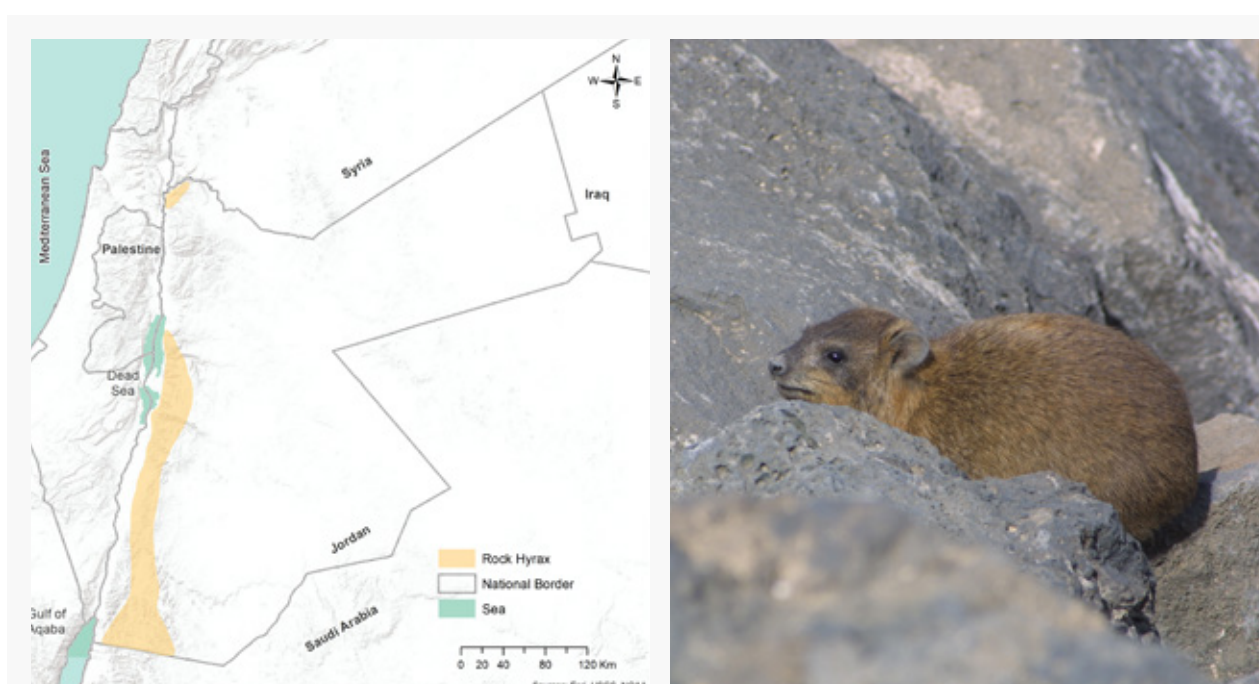 N
W E
S
Mediterranean Sea
Syria
Iraq
Palestine
Dead
Sea
Jordan
Rock Hyrax
National Border
Sea
Gulf of
Aqaba
Saudi Arabia
0 20 40 80 120 Km